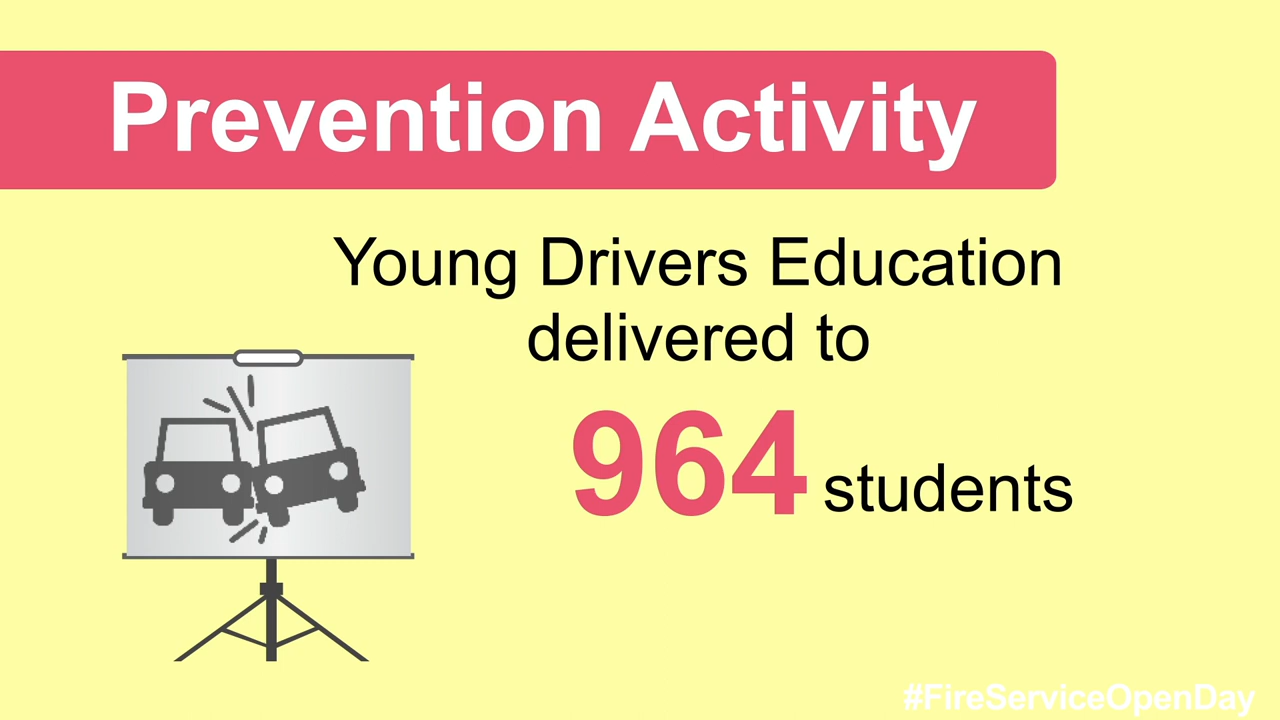 Prevention Activity
Young Drivers Education
delivered to
964 students
#FireServiceOpenDay